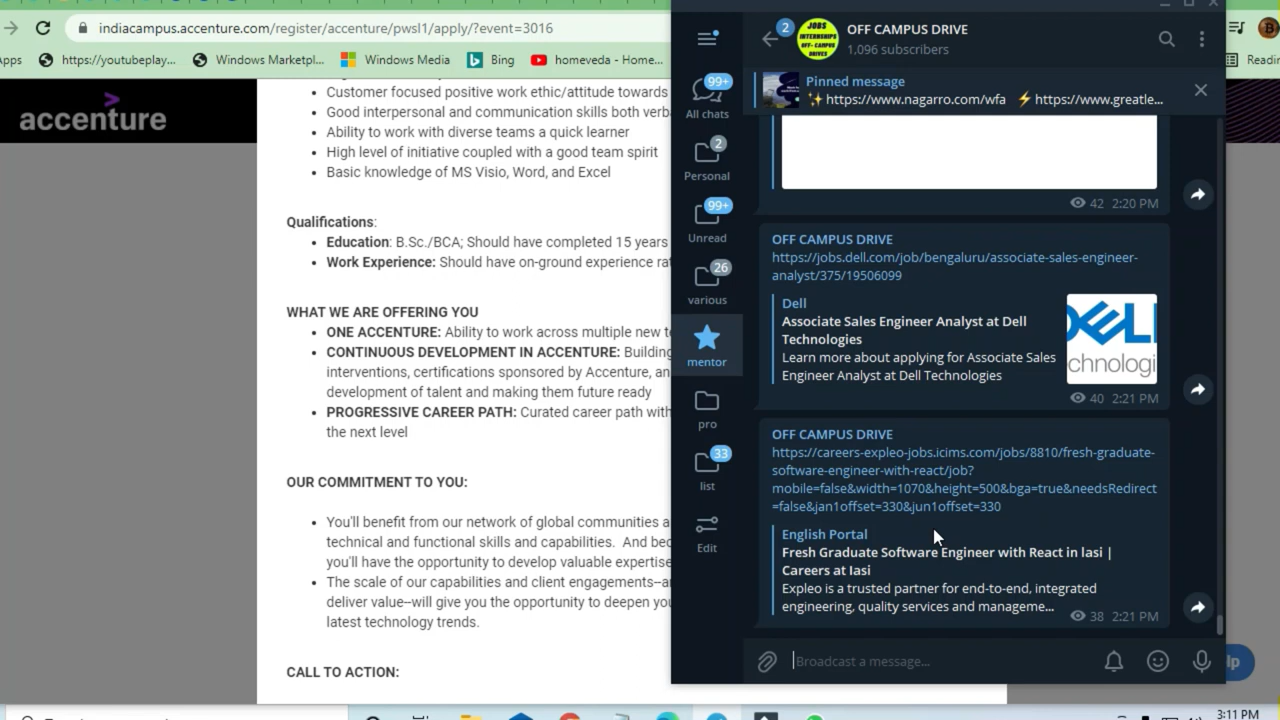 indiacampus.accenture.com/register/accenture/pwsl1/apply/?event=3016
Apps
https://youtubeplay...
Windows Marketpl...
Windows Media
Bing
homeveda - Home...
accenture
Customer focused positive work ethic/attitude towards
• Good interpersonal and communication skills both verb
• Ability to work with diverse teams a quick learner
• High level of initiative coupled with a good team spirit
• Basic knowledge of MS Visio, Word, and Excel
Qualifications:
• Education: B.Sc./BCA; Should have completed 15 years
• Work Experience: Should have on-ground experience ra
WHAT WE ARE OFFERING YOU
• ONE ACCENTURE: Ability to work across multiple new t
• CONTINUOUS DEVELOPMENT IN ACCENTURE: Building
interventions, certifications sponsored by Accenture, an
development of talent and making them future ready
• PROGRESSIVE CAREER PATH: Curated career path with
the next level
OUR COMMITMENT TO YOU:
• You'll benefit from our network of global communities a
technical and functional skills and capabilities. And bec
you'll have the opportunity to develop valuable expertise
• The scale of our capabilities and client engagements–a
deliver value–will give you the opportunity to deepen you
latest technology trends.
CALL TO ACTION:
99+
All chats
2
Personal
99+
Unread
26
various
mentor
pro
33
list
Edit
2
JOBS
INTERNSHIPS
OFF- CAMPUS
DRIVES
OFF CAMPUS DRIVE
1,096 subscribers
Pinned message
✨https://www.nagarro.com/wfa ⚡https://www.greatle...
42 2:20 PM
OFF CAMPUS DRIVE
https://jobs.dell.com/job/bengaluru/associate-sales-engineer-
analyst/375/19506099
Dell
Associate Sales Engineer Analyst at Dell
Technologies
Learn more about applying for Associate Sales
Engineer Analyst at Dell Technologies
DELL
chnologi
40 2:21 PM
OFF CAMPUS DRIVE
https://careers-expleo-jobs.icims.com/jobs/8810/fresh-graduate-
software-engineer-with-react/job?
mobile=false&width=1070&height=500&bga=true&needsRedirect
=false&jan1offset=330&jun1offset=330
English Portal
Fresh Graduate Software Engineer with React in Iasi |
Careers at Iasi
Expleo is a trusted partner for end-to-end, integrated
engineering, quality services and manageme...
38 2:21 PM
Broadcast a message...
Readin
lp
3:11 PM